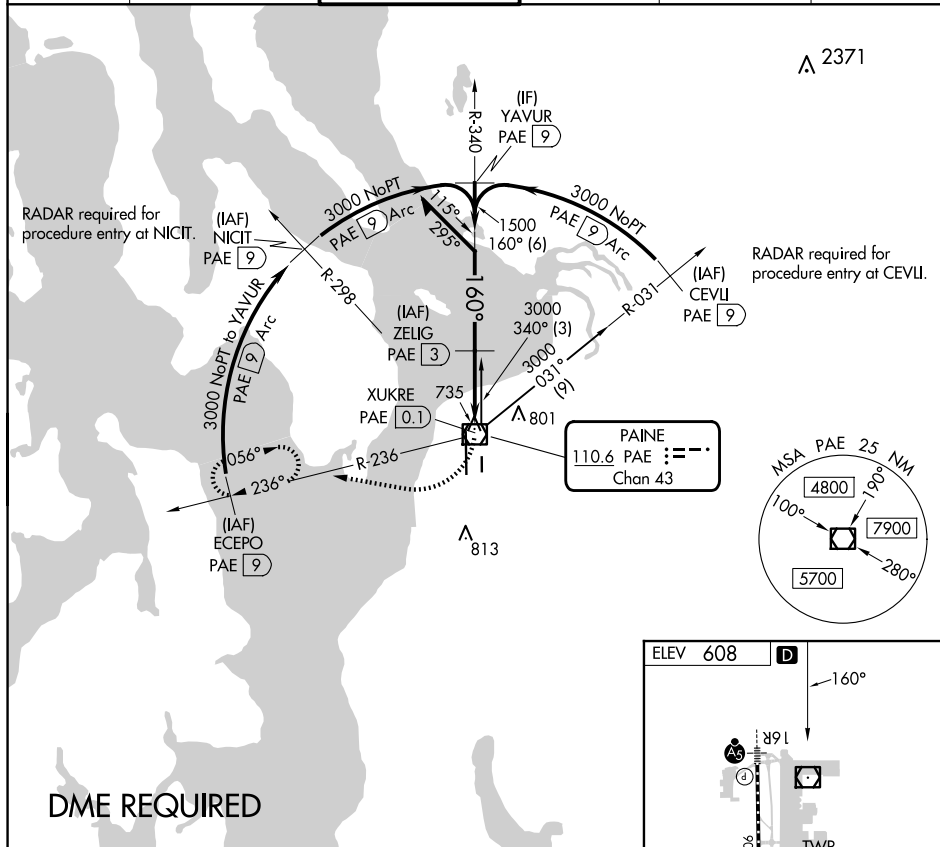 2371
(IF)
YAVUR
PAE 9
R-340
3000 NoPT
PAE 9 Arc
3000 NoPT
PAE 9 Arc
115°
295°
1500
160° (6)
RADAR required for
procedure entry at NICIT.
(IAF)
NICIT
PAE 9
R-298
RADAR required for
procedure entry at CEVLI.
(IAF)
CEVLI
PAE 9
R-031
3000 NoPT to YAVUR
PAE 9 Arc
160°
(IAF)
ZELIG
PAE 3
3000
340° (3)
3000
031°
(9)
XUKRE
PAE 0.1
735
801
PAINE
110.6 PAE
Chan 43
056°
236°
R-236
(IAF)
ECEPO
PAE 9
813
MSA PAE 25 NM
4800
190°
100°
7900
280°
5700
ELEV 608 D
160°
16R
A5
P
DME REQUIRED